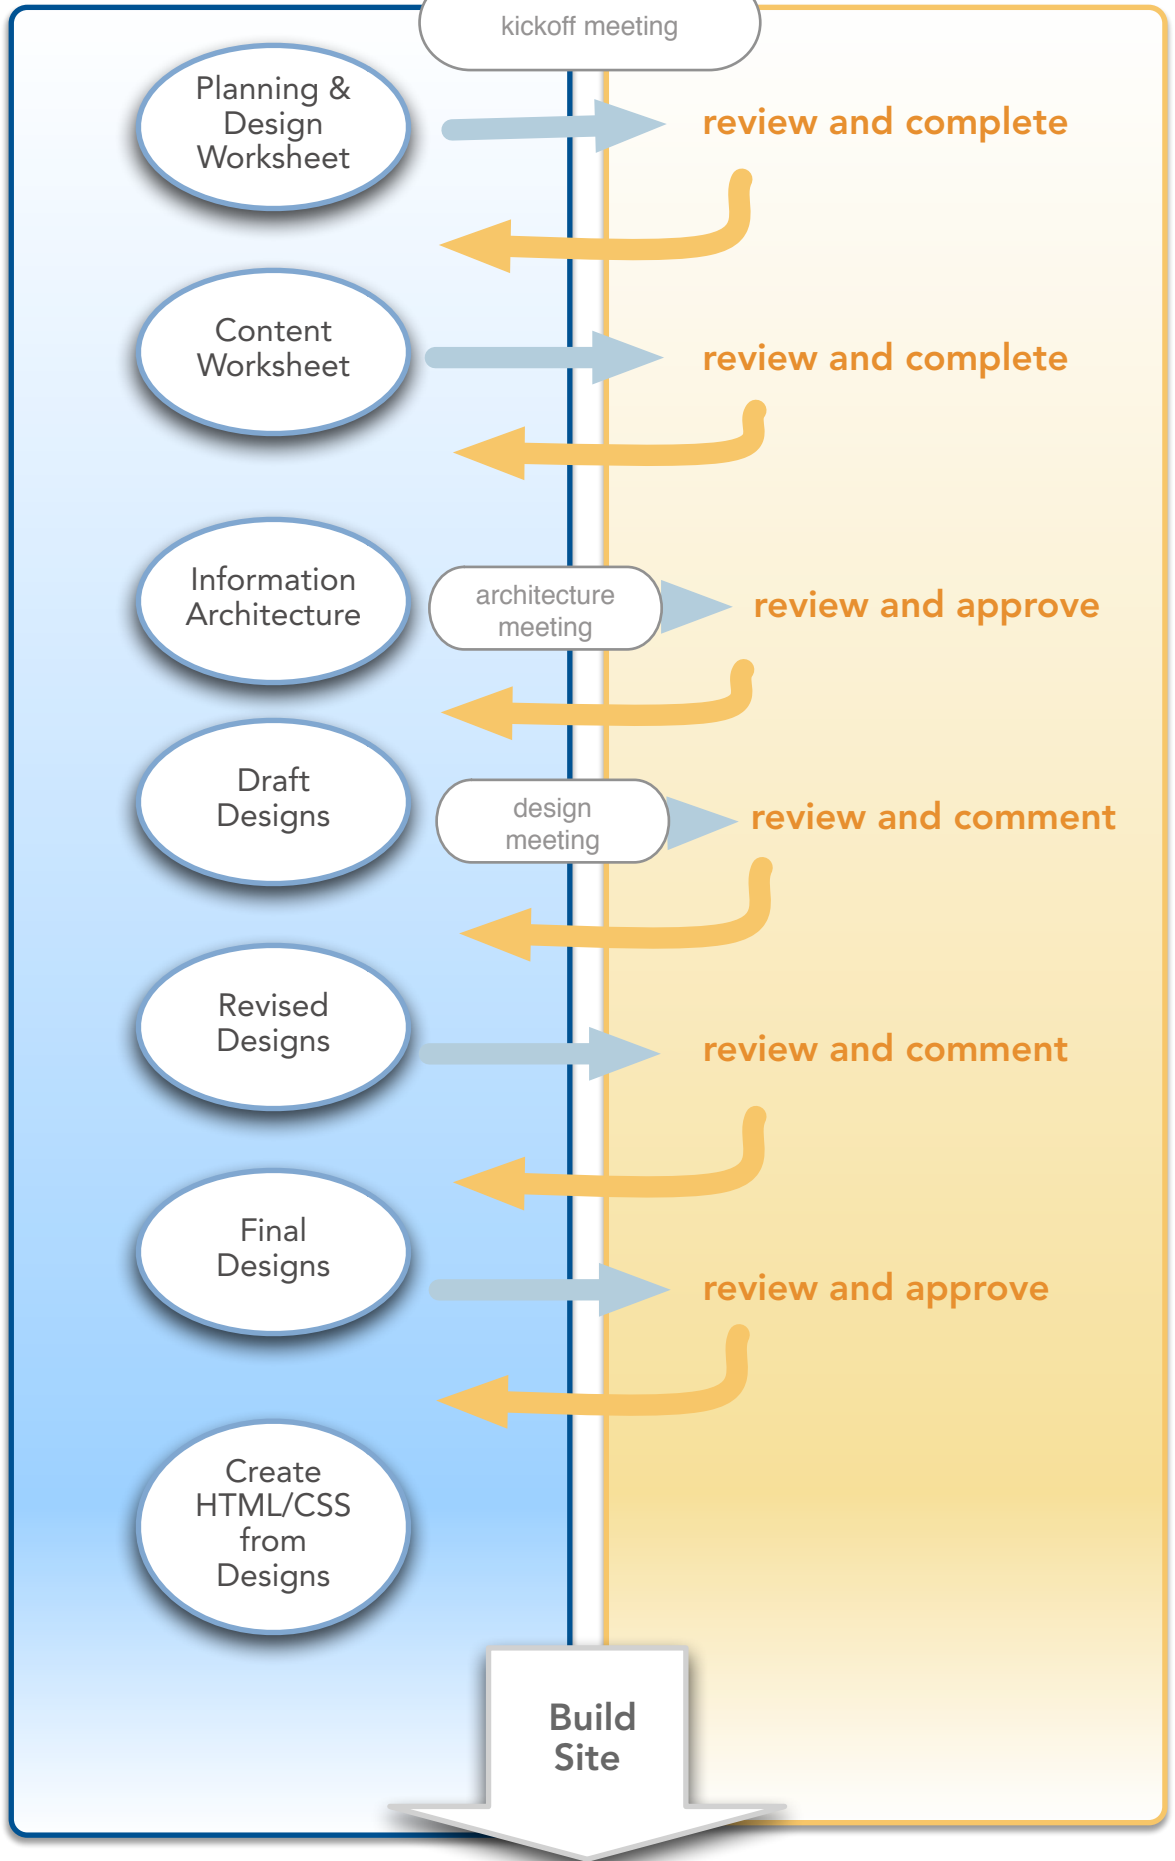 kickoff meeting
Planning &
Design
Worksheet
review and complete
Content
Worksheet
review and complete
Information
Architecture
architecture
meeting
review and approve
Draft
Designs
design
meeting
review and comment
Revised
Designs
review and comment
Final
Designs
review and approve
Create
HTML/CSS
from
Designs
Build
Site